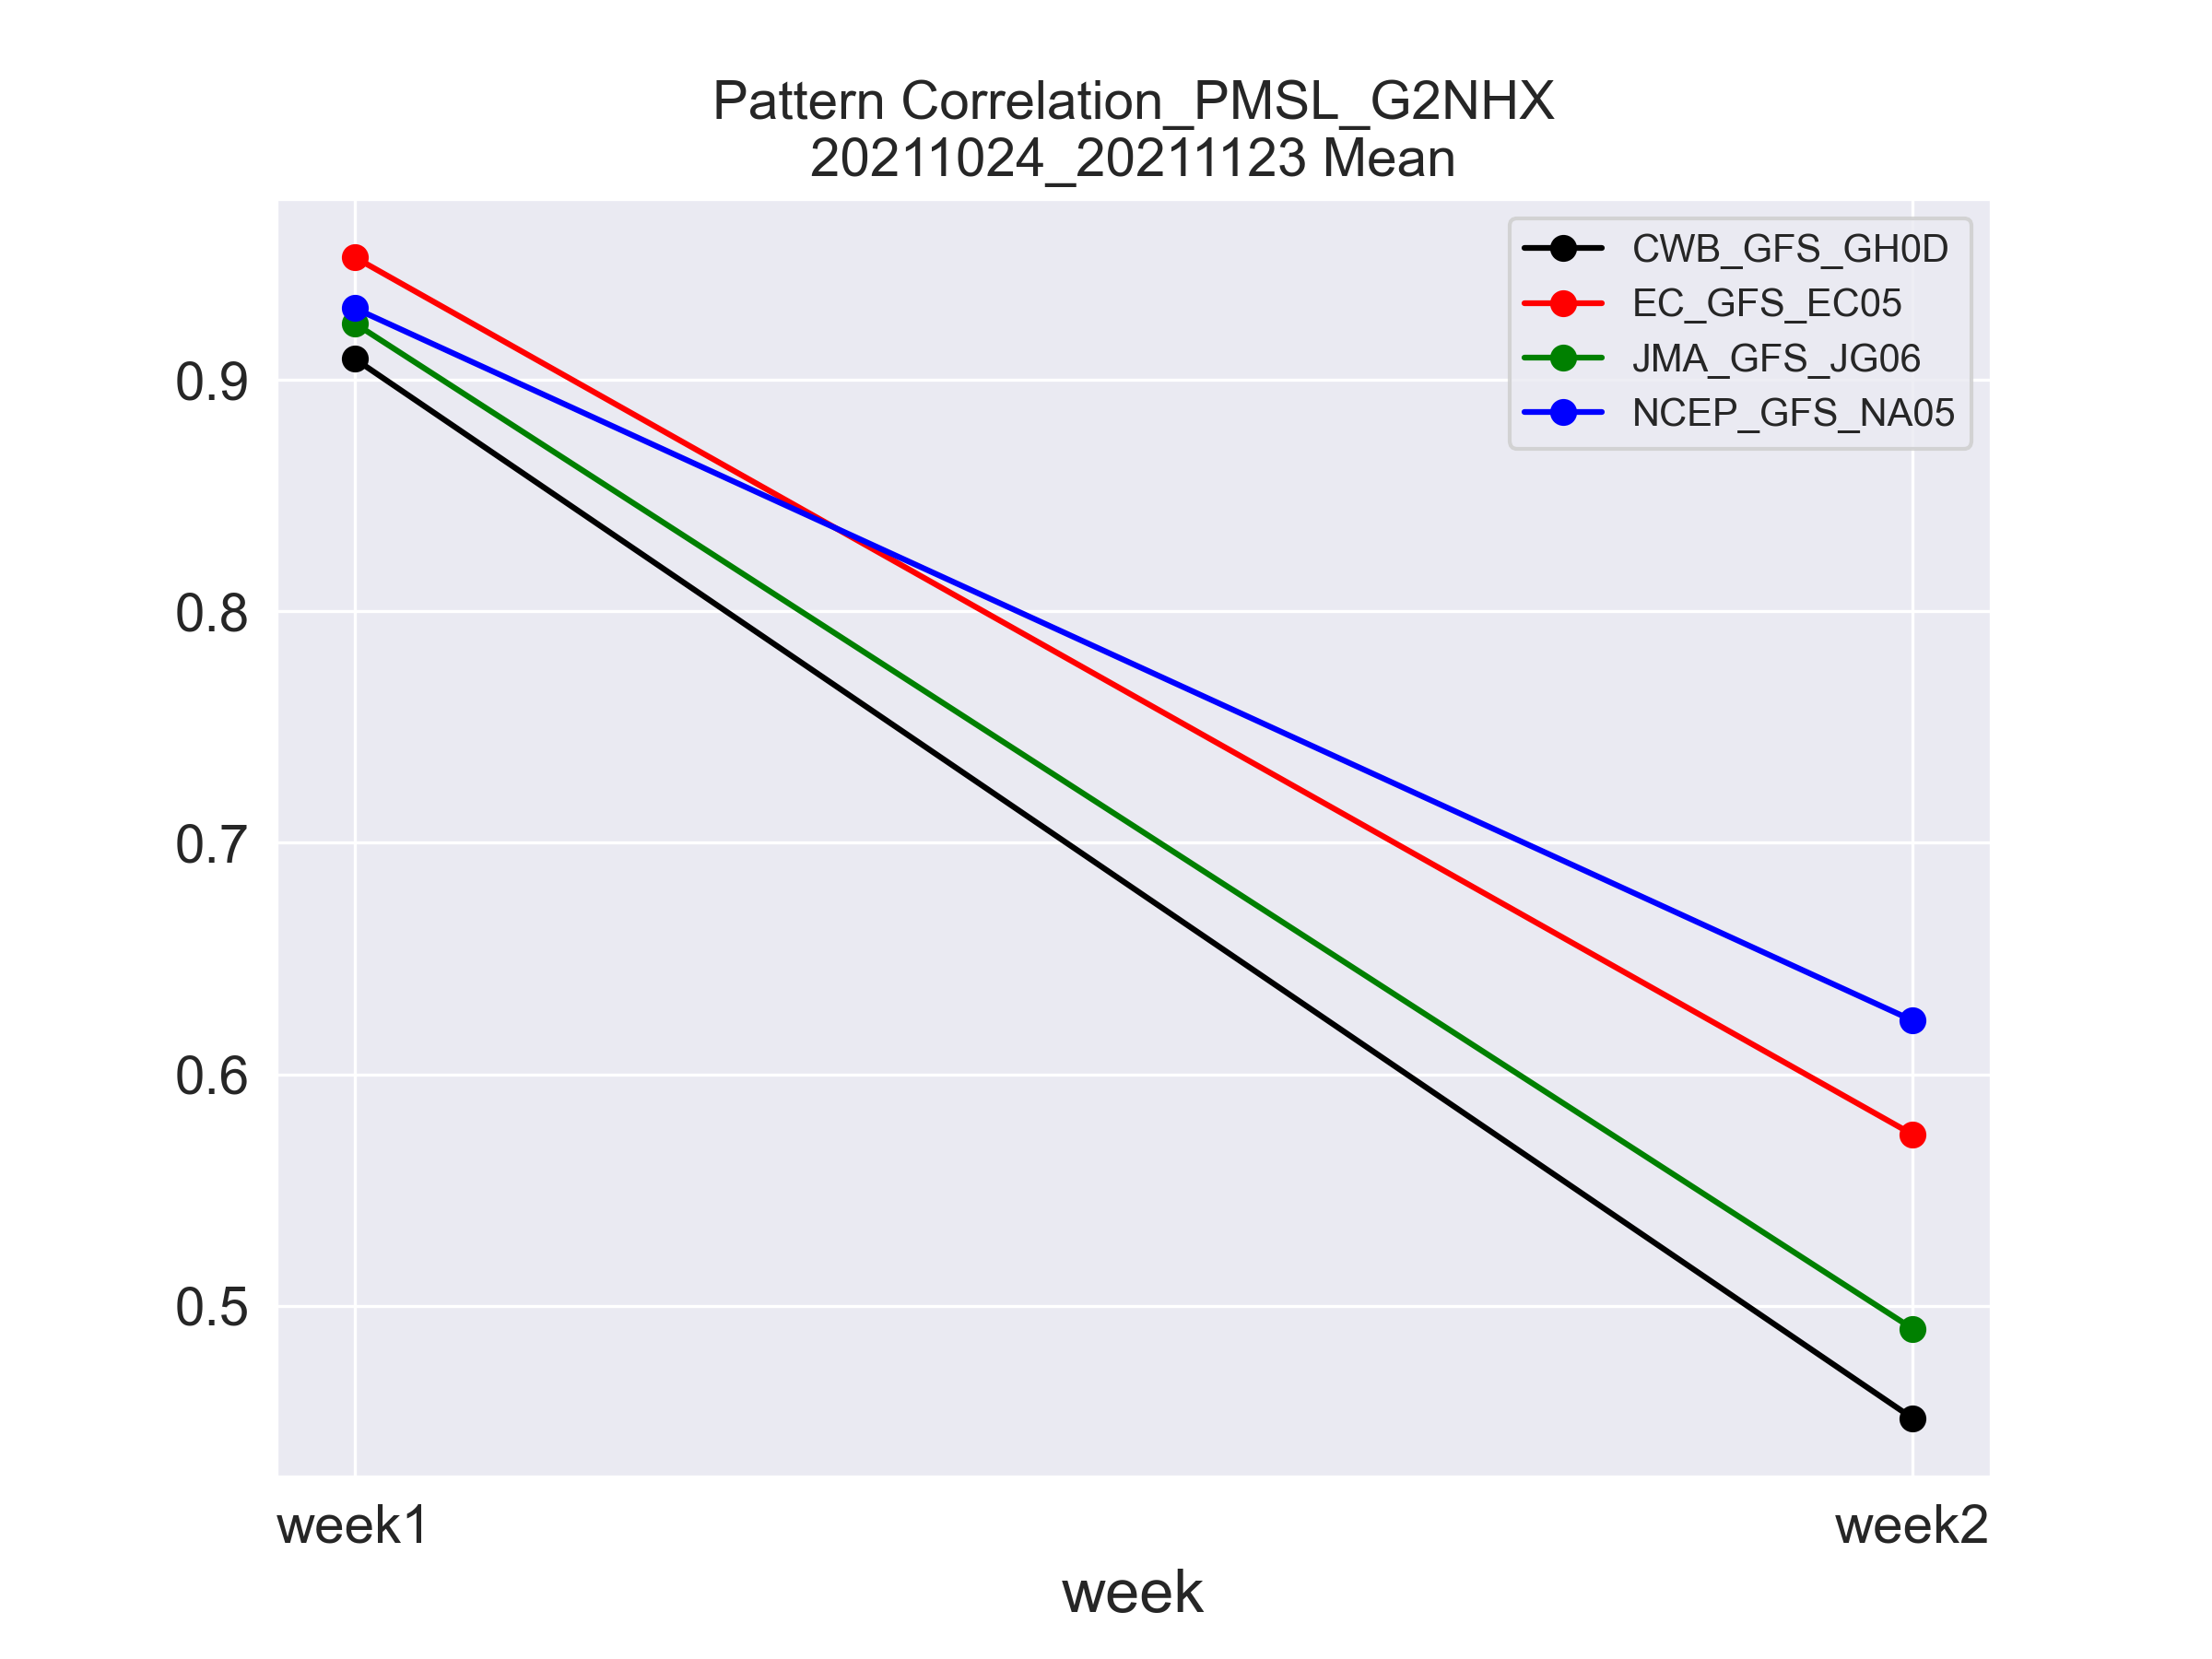 Pattern Correlation_PMSL_G2NHX
20211024_20211123 Mean
CWB_GFS_GH0D
EC_GFS_EC05
JMA_GFS_JG06
NCEP_GFS_NA05
0.9
0.8
0.7
0.6
0.5
week1
week2
week